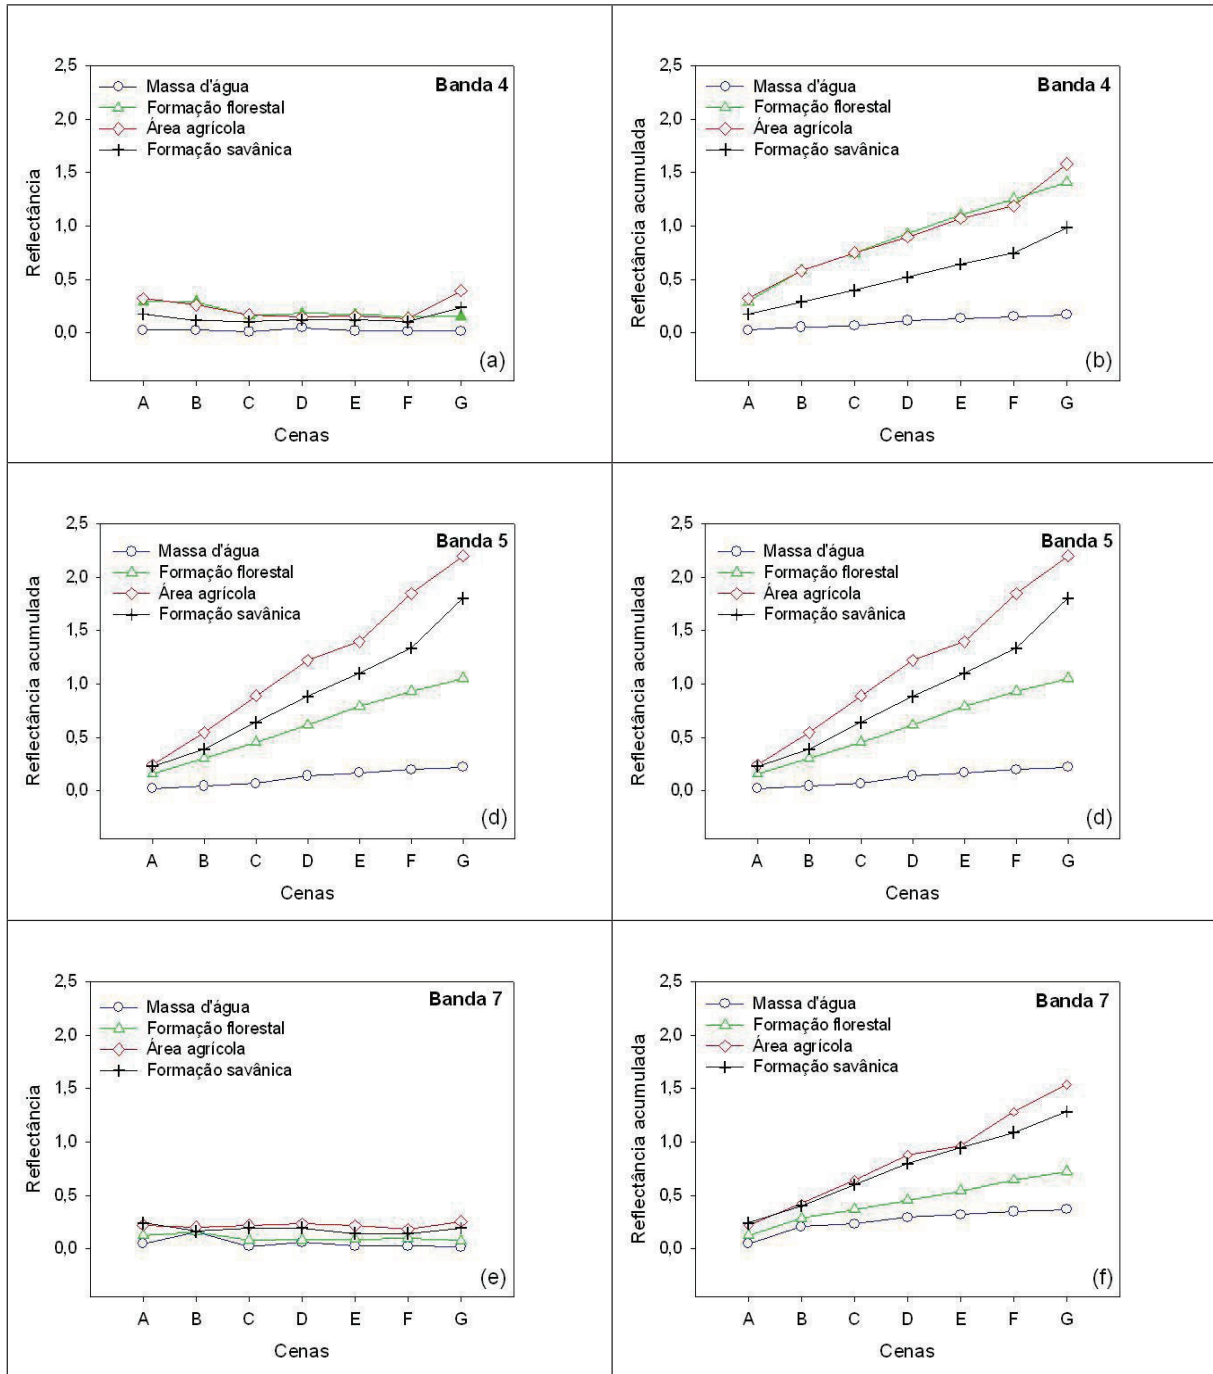 2,5
Banda 4
Massa d'água
Formação florestal
2,0
Área agrícola
Formação savânica
1,5
Reflectância
1,0
0,5
0,0
(a)
A B C D E F G
Cenas
2,5
Banda 4
Massa d'água
Formação florestal
2,0
Área agrícola
Formação savânica
1,5
Reflectância acumulada
1,0
0,5
0,0
(b)
A B C D E F G
Cenas
2,5
Banda 5
Massa d'água
Formação florestal
2,0
Área agrícola
Formação savânica
1,5
Reflectância acumulada
1,0
0,5
0,0
(d)
A B C D E F G
Cenas
2,5
Banda 5
Massa d'água
Formação florestal
2,0
Área agrícola
Formação savânica
1,5
Reflectância acumulada
1,0
0,5
0,0
(d)
A B C D E F G
Cenas
2,5
Banda 7
Massa d'água
Formação florestal
2,0
Área agrícola
Formação savânica
1,5
Reflectância
1,0
0,5
0,0
(e)
A B C D E F G
Cenas
2,5
Banda 7
Massa d'água
Formação florestal
2,0
Área agrícola
Formação savânica
1,5
Reflectância acumulada
1,0
0,5
0,0
(f)
A B C D E F G
Cenas